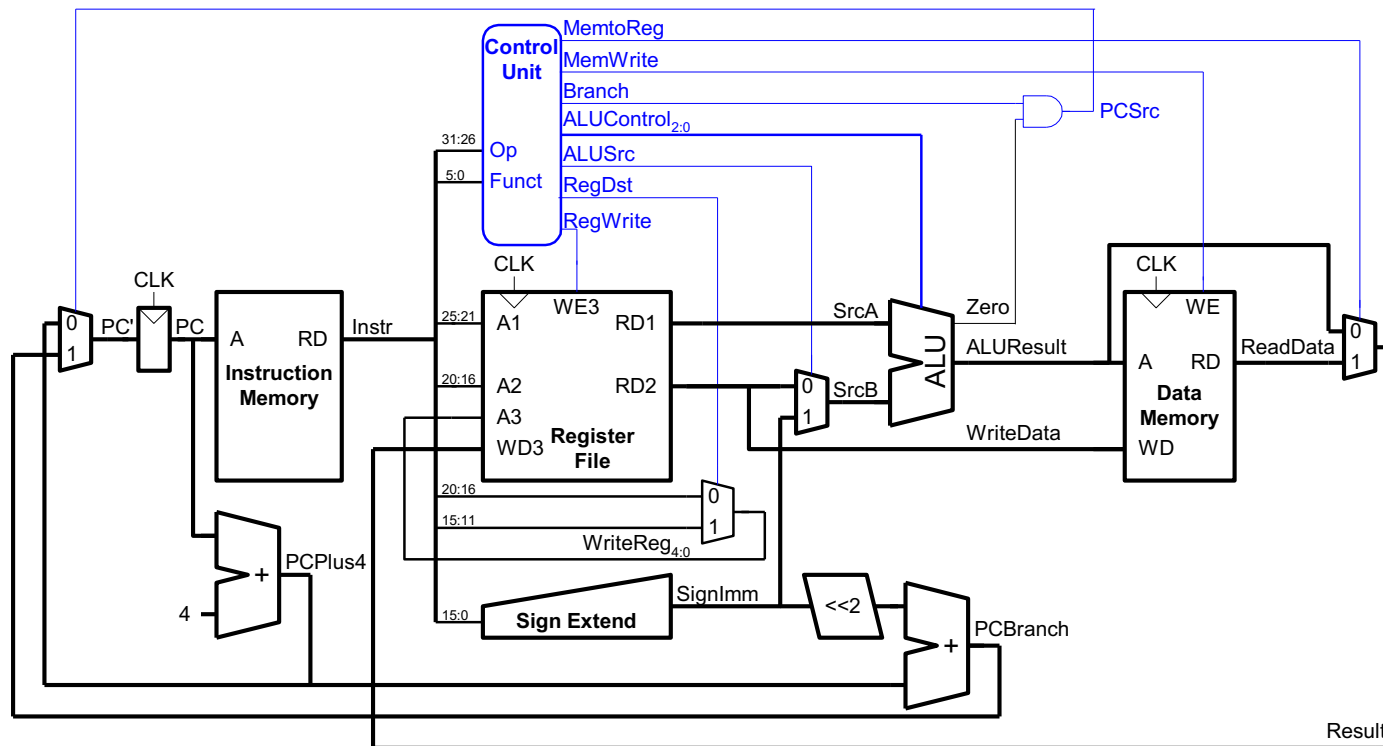 MemtoReg
Control
Unit
MemWrite
Branch
PCSrc
ALUControl2:0
31:26
Op
ALUSrc
5:0
Funct
RegDst
RegWrite
CLK
CLK
CLK
0
1
PC'
PC
A
RD
Instruction
Memory
Instr
25:21
A1
WE3
RD1
20:16
A2
RD2
A3
WD3
Register
File
SrcA
0
1
SrcB
ALU
Zero
ALUResult
WriteData
WE
A
RD
Data
Memory
WD
ReadData
0
1
20:16
0
15:11
1
WriteReg4:0
PCPlus4
+
4
15:0
Sign Extend
SignImm
<<2
+
PCBranch
Result